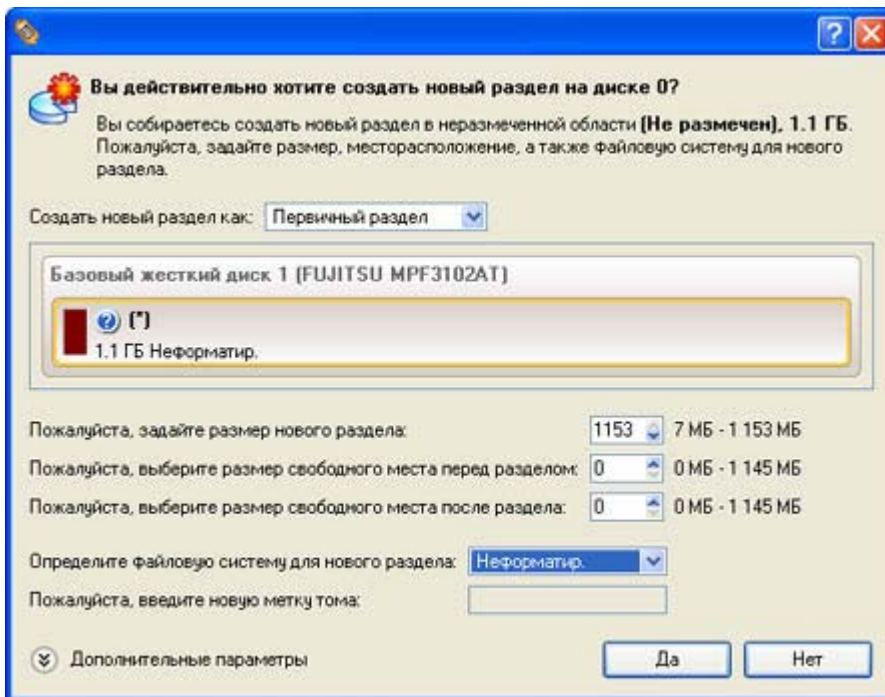 Вы действительно хотите создать новый раздел на диске 0?
Вы собираетесь создать новый раздел в неразмеченной области (Не размечен), 1.1 ГБ.
Пожалуйста, задайте размер, месторасположение, а также файловую систему для нового
раздела.
Создать новый раздел как: Первичный раздел
Базовый жесткий диск 1 (FUJITSU MPF3102AT)
(*)
1.1 ГБ Неформатир.
Пожалуйста, задайте размер нового раздела: 1153 7 МБ - 1 153 МБ
Пожалуйста, выберите размер свободного места перед разделом: 0 0 МБ - 1 145 МБ
Пожалуйста, выберите размер свободного места после раздела: 0 0 МБ - 1 145 МБ
Определите файловую систему для нового раздела: Неформатир.
Пожалуйста, введите новую метку тома:
Дополнительные параметры Да Нет